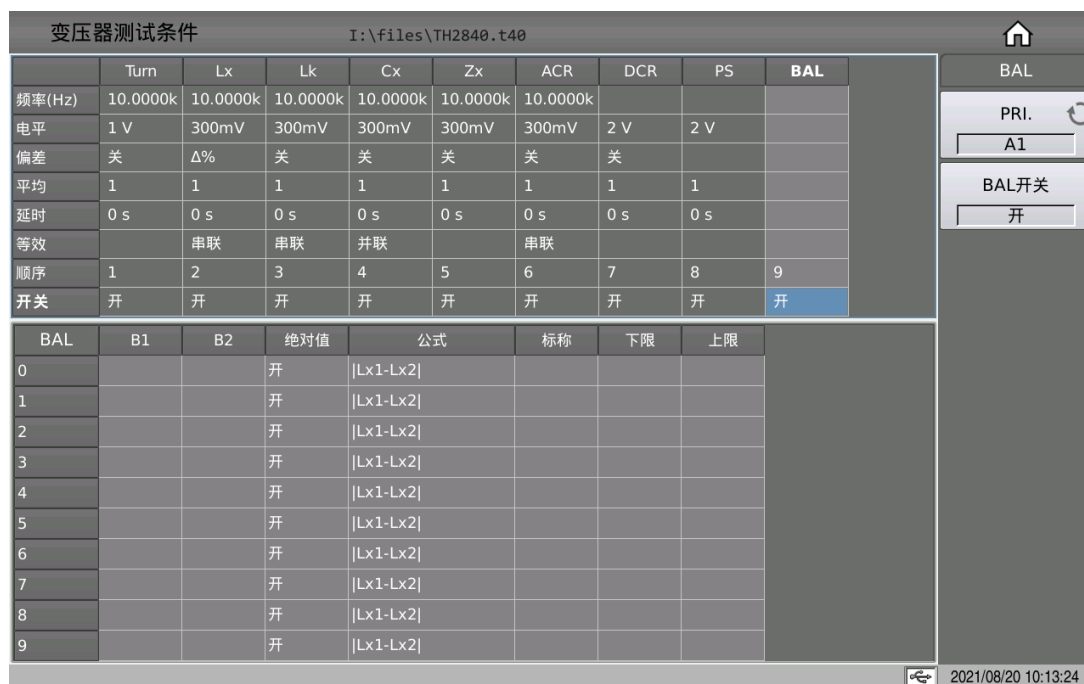 变压器测试条件 I:\files\TH2840.t40
Turn Lx Lk Cx Zx ACR DCR PS BAL
频率(Hz) 10.0000k 10.0000k 10.0000k 10.0000k 10.0000k 10.0000k
电平 1 V 300mV 300mV 300mV 300mV 300mV 2 V 2 V
偏差 关 Δ% 关 关 关 关 关
平均 1 1 1 1 1 1 1 1
延时 0 s 0 s 0 s 0 s 0 s 0 s 0 s 0 s
等效 串联 串联 并联 串联
顺序 1 2 3 4 5 6 7 8 9
开关 开 开 开 开 开 开 开 开 开
BAL B1 B2 绝对值 公式 标称 下限 上限
0 开 |Lx1-Lx2|
1 开 |Lx1-Lx2|
2 开 |Lx1-Lx2|
3 开 |Lx1-Lx2|
4 开 |Lx1-Lx2|
5 开 |Lx1-Lx2|
6 开 |Lx1-Lx2|
7 开 |Lx1-Lx2|
8 开 |Lx1-Lx2|
9 开 |Lx1-Lx2|
BAL
PRI.
A1
BAL开关
开
2021/08/20 10:13:24